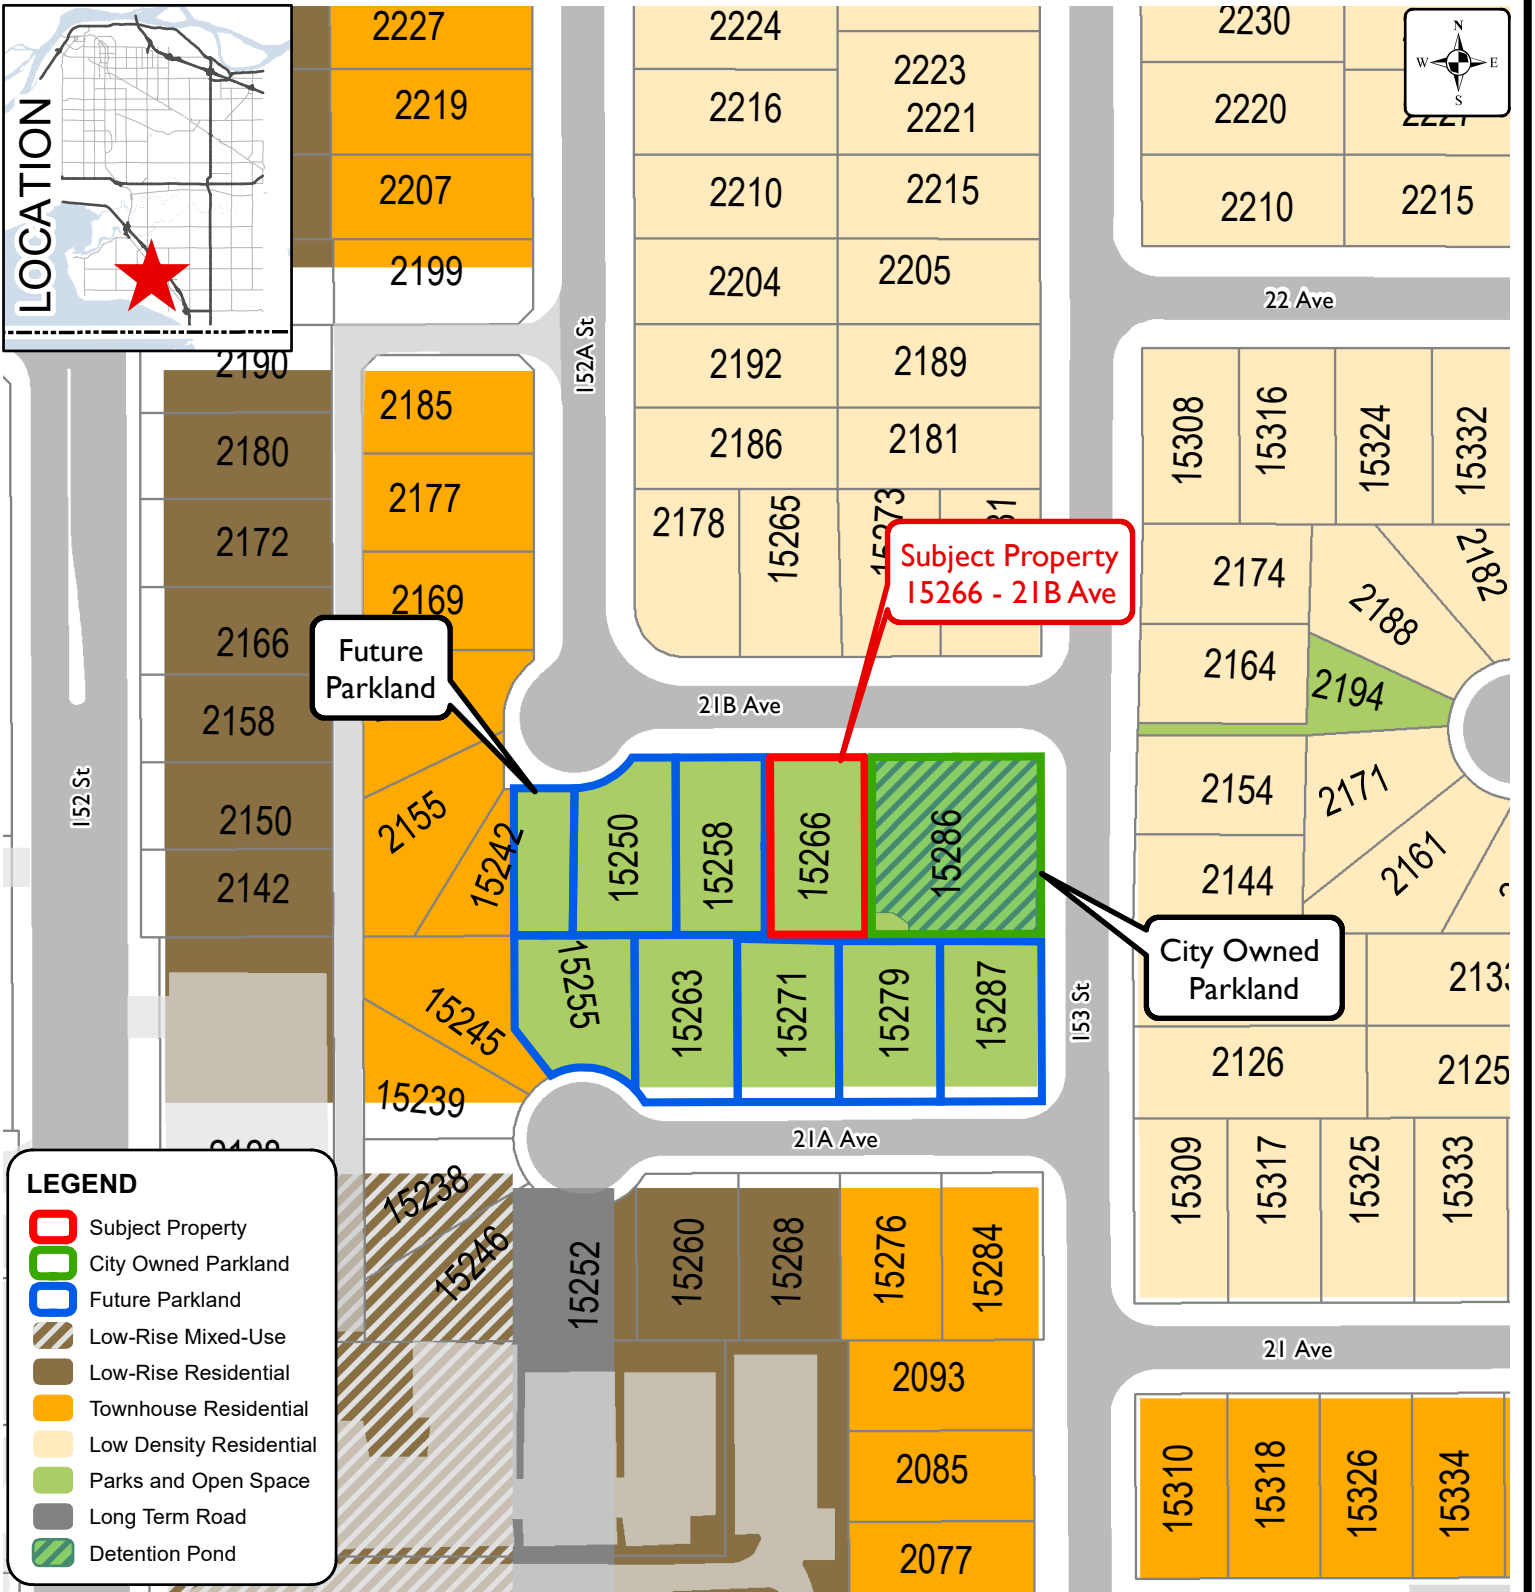 LOCATION
N
W
E
S
2227
2219
2207
2199
2224
2216
2210
2204
2192
2186
2178
15265
15273
2223
2221
2215
2205
2189
2181
2230
2220
2210
2215
22 Ave
152A St
2190
2180
2172
2166
2158
2150
2142
152 St
2185
2177
2169
2155
15242
15245
15239
15308
15316
15324
15332
2174
2188
2182
2164
2194
2154
2171
2144
2161
2126
2125
Subject Property
15266 - 21B Ave
Future
Parkland
21B Ave
15250
15258
15266
15286
15255
15263
15271
15279
15287
City Owned
Parkland
153 St
21A Ave
15238
15246
15252
15260
15268
15276
15284
15309
15317
15325
15333
21 Ave
2093
2085
2077
15310
15318
15326
15334
LEGEND
Subject Property
City Owned Parkland
Future Parkland
Low-Rise Mixed-Use
Low-Rise Residential
Townhouse Residential
Low Density Residential
Parks and Open Space
Long Term Road
Detention Pond